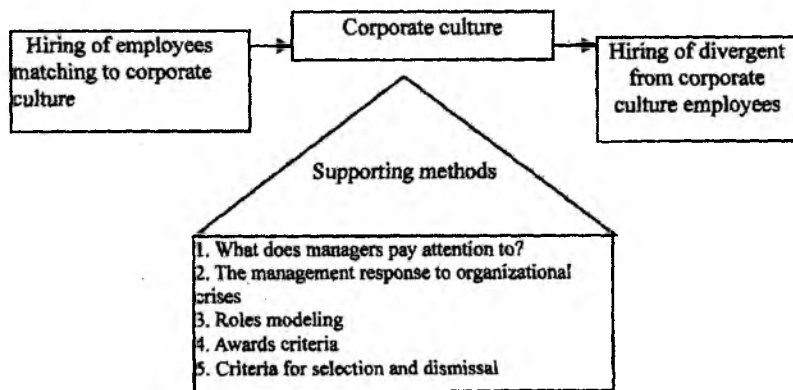 Hiring of employees
matching to corporate
culture
Corporate culture
Hiring of divergent
from corporate
culture employees
Supporting methods
1. What does managers pay attention to?
2. The management response to organizational
crises
3. Roles modeling
4. Awards criteria
5. Criteria for selection and dismissal